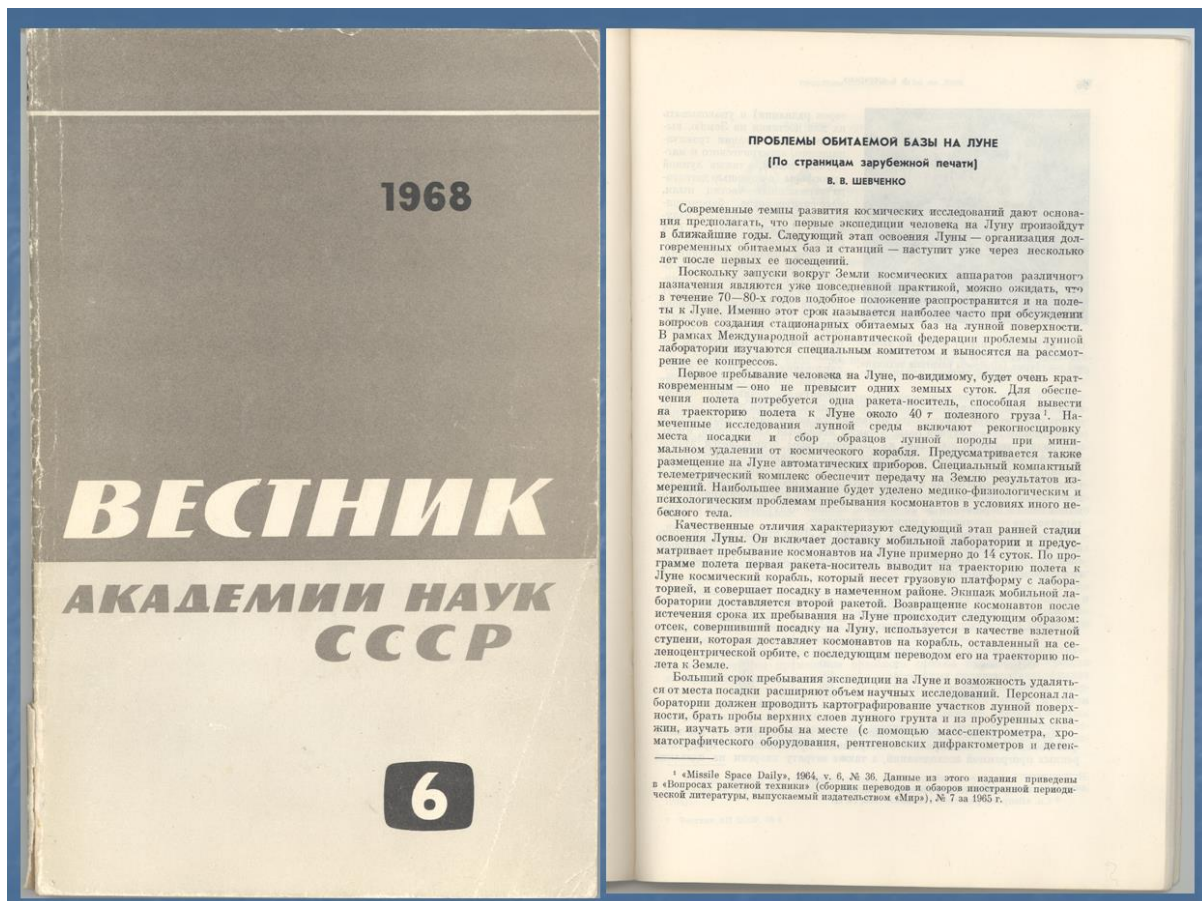 1968
ВЕСТНИК
АКАДЕМИИ НАУК
СССР
6
ПРОБЛЕМЫ ОБИТАЕМОЙ БАЗЫ НА ЛУНЕ
(По страницам зарубежной печати)
В. В. ШЕВЧЕНКО
Современные темпы развития космических исследований дают основа-
ния предполагать, что первые экспедиции человека на Луну произойдут
в ближайшие годы. Следующий этап освоения Луны — организация дол-
говременных обитаемых баз и станций — наступит уже через несколько
лет после первых ее посещений.
Поскольку запуски вокруг Земли космических аппаратов различного
назначения являются уже повседневной практикой, можно ожидать, что
в течение 70—80-х годов подобное положение распространится и на поле-
ты к Луне. Именно этот срок называется наиболее часто при обсуждении
вопросов создания стационарных обитаемых баз на лунной поверхности.
В рамках Международной астронавтической федерации проблемы лунной
лаборатории изучаются специальным комитетом и выносятся на рассмот-
рение ее конгрессов.
Первое пребывание человека на Луне, по-видимому, будет очень крат-
ковременным — оно не превысит одних земных суток. Для обеспе-
чения полета потребуется одна ракета-носитель, способная вывести
на траекторию полета к Луне около 40 т полезного груза ¹. На-
меченные исследования лунной среды включают рекогносцировку
места посадки и сбор образцов лунной породы при мини-
мальном удалении от космического корабля. Предусматривается также
размещение на Луне автоматических приборов. Специальный компактный
телеметрический комплекс обеспечит передачу на Землю результатов из-
мерений. Наибольшее внимание будет уделено медико-физиологическим и
психологическим проблемам пребывания космонавтов в условиях иного не-
бесного тела.
Качественные отличия характеризуют следующий этап ранней стадии
освоения Луны. Он включает доставку мобильной лаборатории и предус-
матривает пребывание космонавтов на Луне примерно до 14 суток. По про-
грамме полета первая ракета-носитель выводит на траекторию полета к
Луне космический корабль, который несет грузовую платформу с лабора-
торией, и совершает посадку в намеченном районе. Экипаж мобильной ла-
боратории доставляется второй ракетой. Возвращение космонавтов после
истечения срока их пребывания на Луне происходит следующим образом:
отсек, совершивший посадку на Луну, используется в качестве взлетной
ступени, которая доставляет космонавтов на корабль, оставленный на се-
леноцентрической орбите, с последующим переводом его на траекторию по-
лета к Земле.
Больший срок пребывания экспедиции на Луне и возможность удалять-
ся от места посадки расширяют объем научных исследований. Персонал ла-
боратории должен проводить картографирование участков лунной поверх-
ности, брать пробы верхних слоев лунного грунта и из пробуренных сква-
жин, изучать эти пробы на месте (с помощью масс-спектрометра, хро-
матографического оборудования, рентгеновских дифрактометров и детек-
¹ «Missile Space Daily», 1964, v. 6, № 36. Данные из этого издания приведены
в «Вопросах ракетной техники» (сборник переводов и обзоров иностранной периоди-
ческой литературы, выпускаемый издательством «Мир»), № 7 за 1965 г.